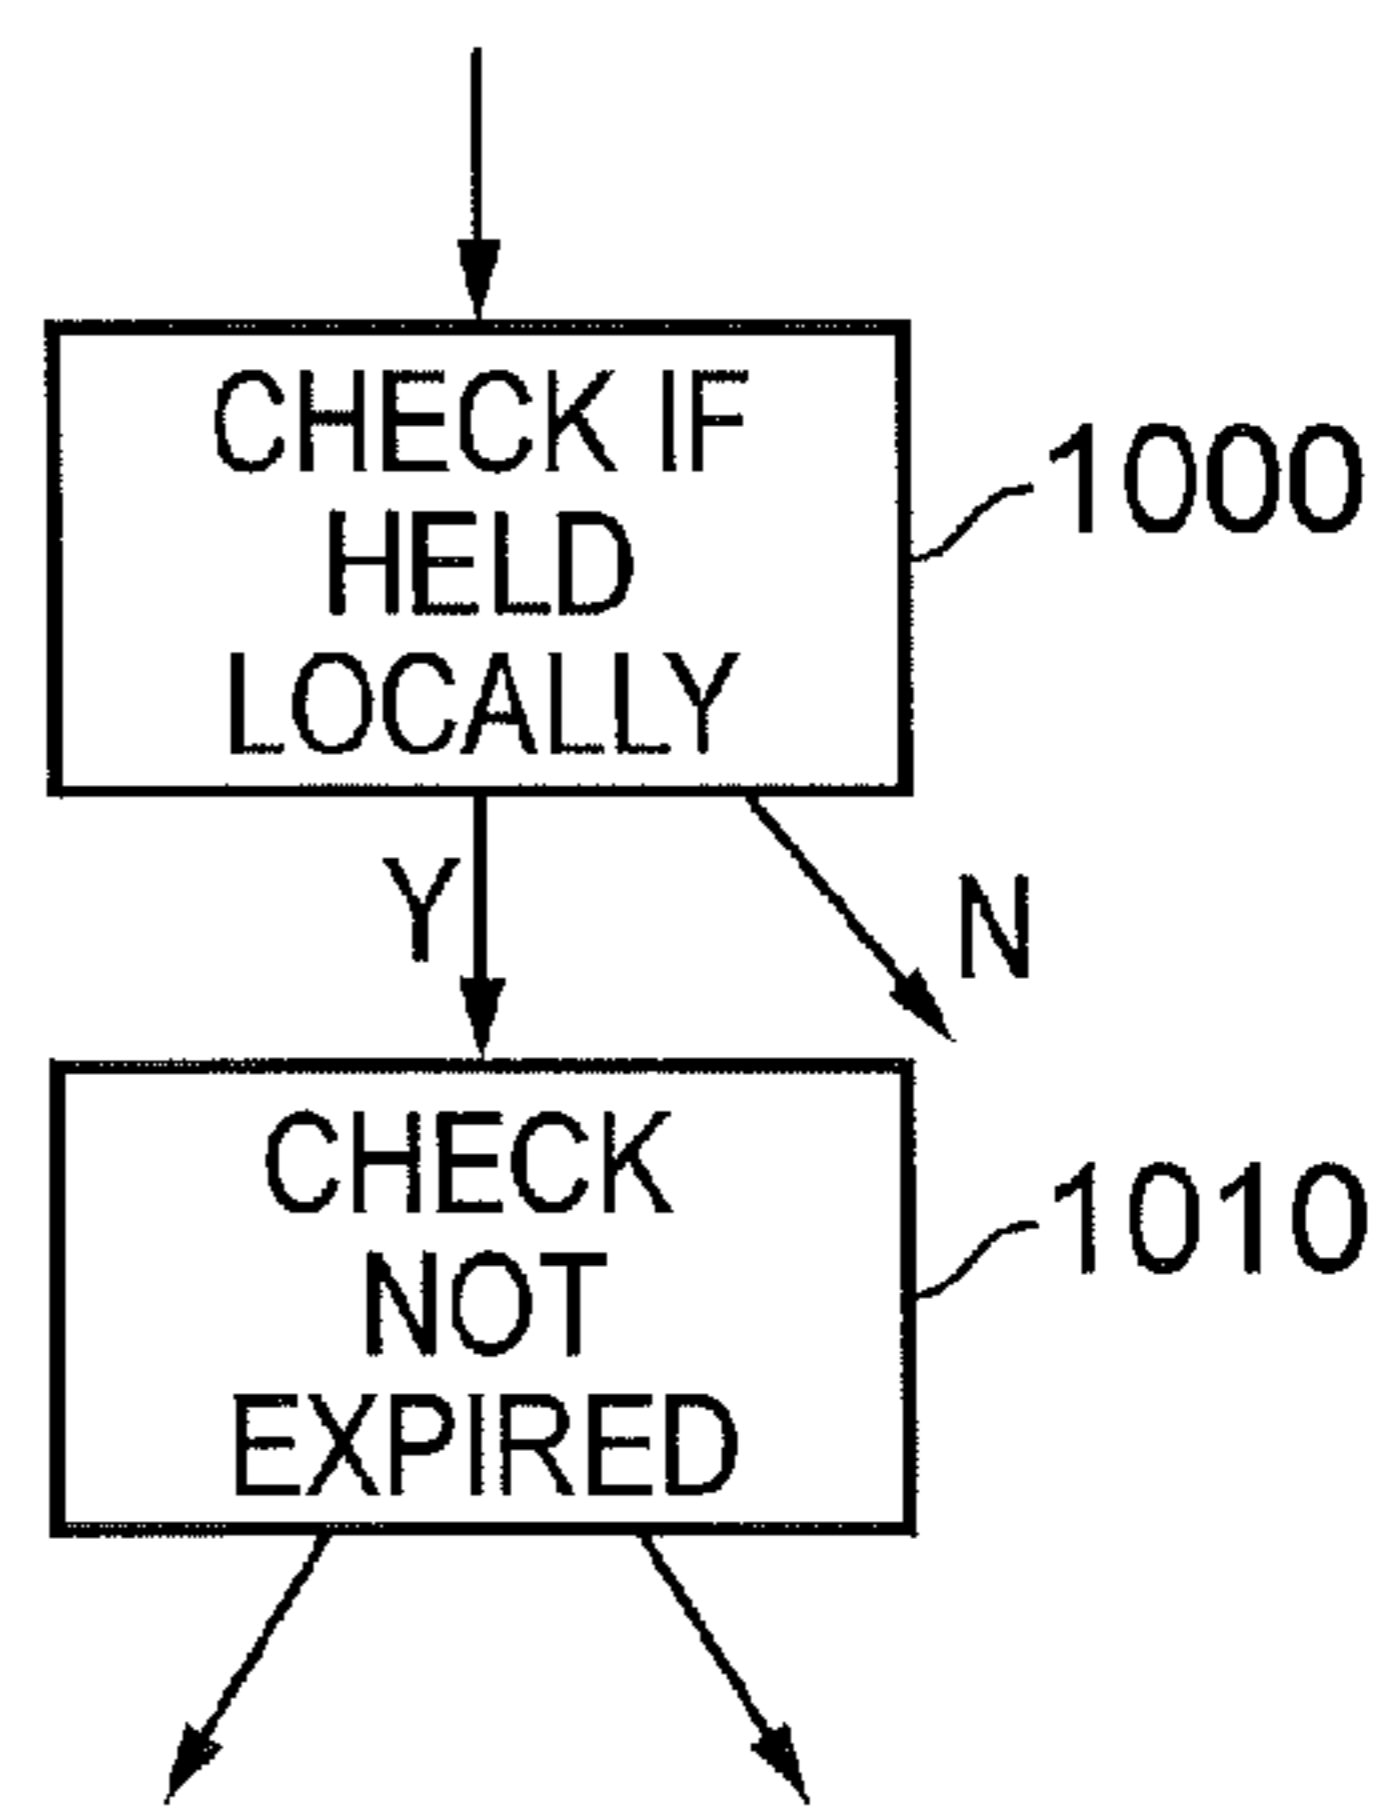 CHECK IF
HELD
LOCALLY
1000
Y
N
CHECK
NOT
EXPIRED
1010